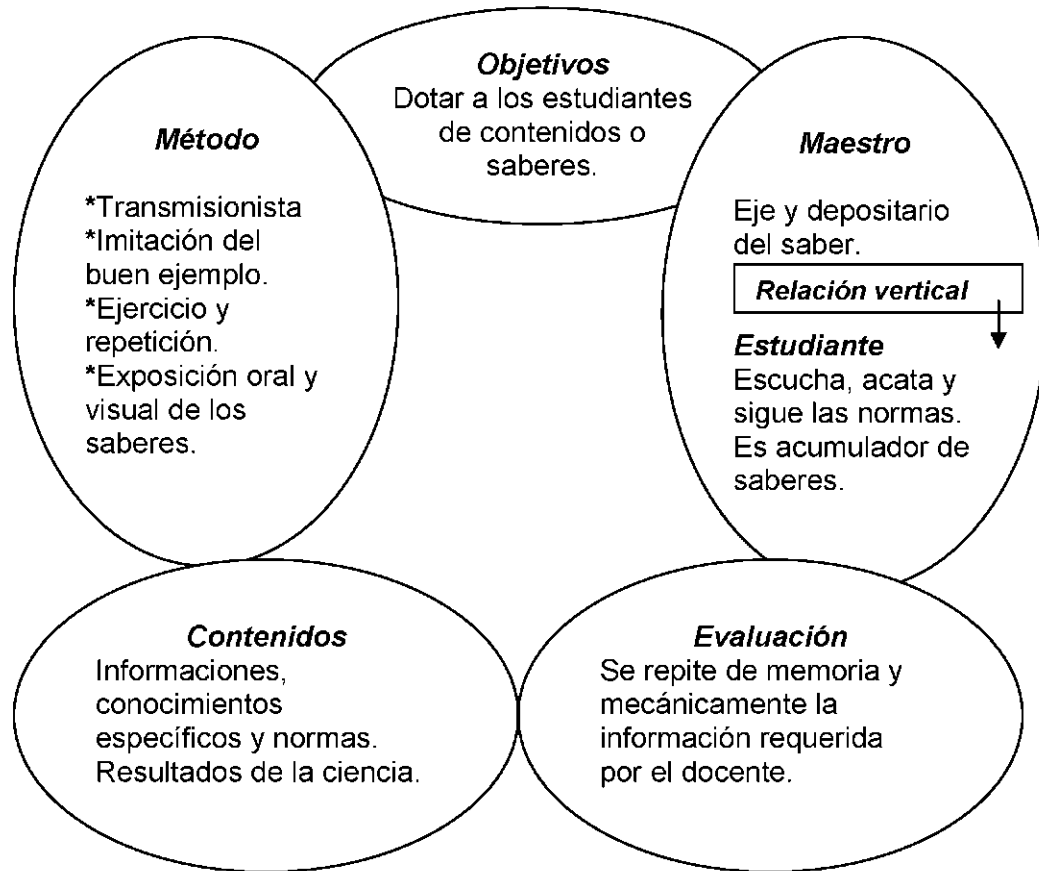 Objetivos
Dotar a los estudiantes
de contenidos o
saberes.
Método
*Transmisionista
*Imitación del
buen ejemplo.
*Ejercicio y
repetición.
*Exposición oral y
visual de los
saberes.
Maestro
Eje y depositario
del saber.
Relación vertical
Estudiante
Escucha, acata y
sigue las normas.
Es acumulador de
saberes.
Contenidos
Informaciones,
conocimientos
específicos y normas.
Resultados de la ciencia.
Evaluación
Se repite de memoria y
mecánicamente la
información requerida
por el docente.